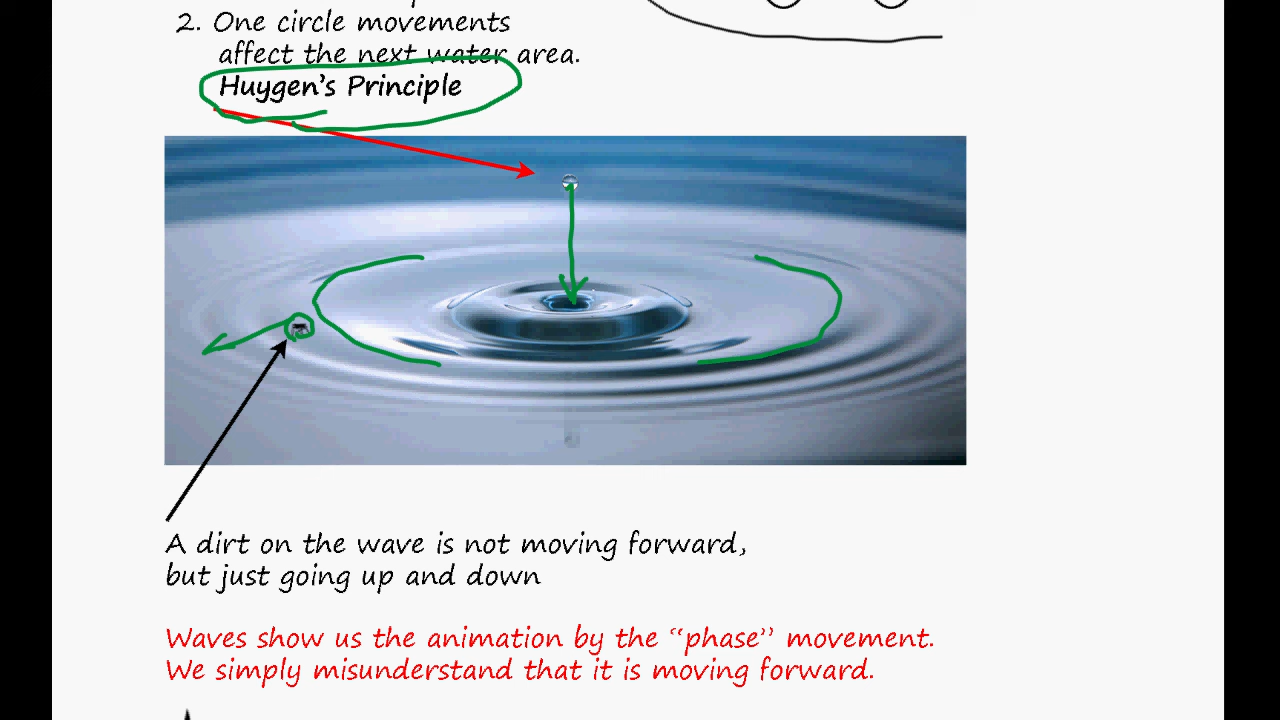 2. One circle movements
affect the next water area.
Huygen's Principle
A dirt on the wave is not moving forward,
but just going up and down
Waves show us the animation by the “phase” movement.
We simply misunderstand that it is moving forward.